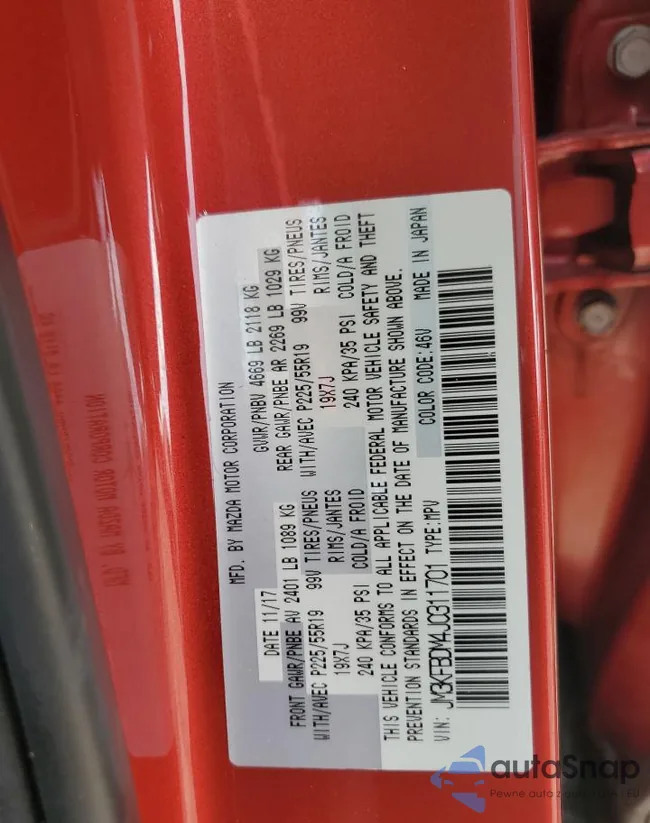 MFD. BY MAZDA MOTOR CORPORATION
DATE 11/17 GVWR/PNBV 4669 LB 2118 KG
FRONT GAWR/PNBE AV 2401 LB 1089 KG REAR GAWR/PNBE AR 2269 LB 1029 KG
WITH/AVEC P225/55R19 99V TIRES/PNEUS WITH/AVEC P225/55R19 99V TIRES/PNEUS
19X7J RIMS/JANTES 19X7J RIMS/JANTES
240 KPA/35 PSI COLD/A FROID 240 KPA/35 PSI COLD/A FROID
THIS VEHICLE CONFORMS TO ALL APPLICABLE FEDERAL MOTOR VEHICLE SAFETY AND THEFT
PREVENTION STANDARDS IN EFFECT ON THE DATE OF MANUFACTURE SHOWN ABOVE.
COLOR CODE:46V MADE IN JAPAN
VIN: JM3KFBDMXJ0311701 TYPE:MPV
autoSnap